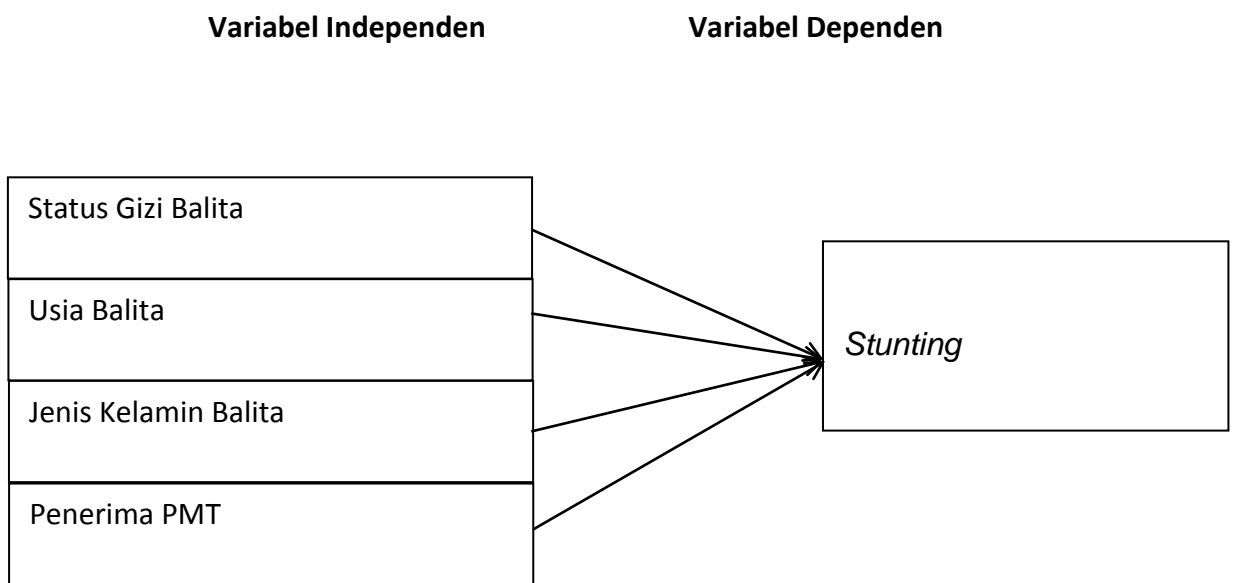 Variabel Independen Variabel Dependen
Status Gizi Balita
Usia Balita
Stunting
Jenis Kelamin Balita
Penerima PMT